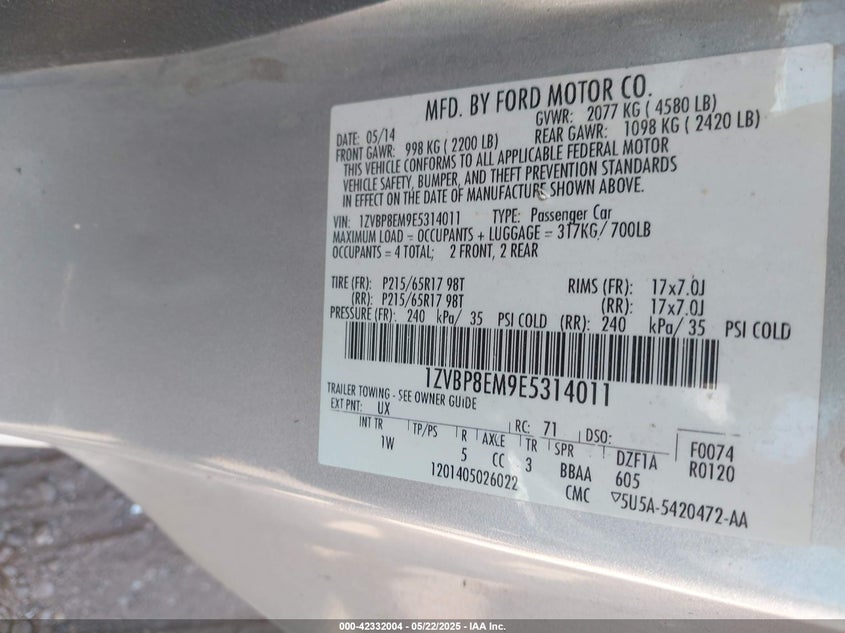 MFD. BY FORD MOTOR CO.
DATE: 05/14 GVWR: 2077 KG ( 4580 LB)
FRONT GAWR: 998 KG ( 2200 LB) REAR GAWR: 1098 KG ( 2420 LB)
THIS VEHICLE CONFORMS TO ALL APPLICABLE FEDERAL MOTOR
VEHICLE SAFETY, BUMPER, AND THEFT PREVENTION STANDARDS
IN EFFECT ON THE DATE OF MANUFACTURE SHOWN ABOVE.
VIN: 1ZVBP8EM9E5314011 TYPE: Passenger Car
MAXIMUM LOAD = OCCUPANTS + LUGGAGE = 317KG/ 700LB
OCCUPANTS = 4 TOTAL; 2 FRONT, 2 REAR
TIRE (FR): P215/65R17 98T RIMS (FR): 17x7.0J
(RR): P215/65R17 98T (RR): 17x7.0J
PRESSURE (FR): 240 kPa/ 35 PSI COLD (RR): 240 kPa/ 35 PSI COLD
1ZVBP8EM9E5314011
TRAILER TOWING - SEE OWNER GUIDE
EXT PNT: UX RC: 71 DSO: F0074
INT TR TP/PS R AXLE TR SPR DZF1A R0120
1W 5 CC 3 BBAA 605
1201405026022 CMC ▽5U5A-5420472-AA
000-42332004 - 05/22/2025 - IAA Inc.